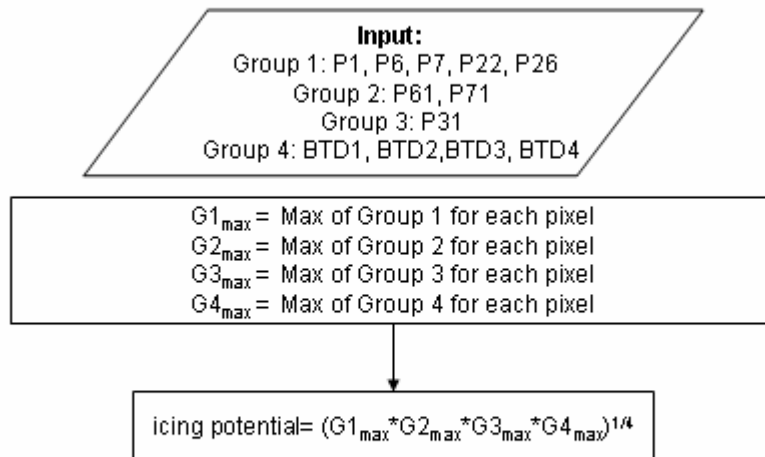 Input:
Group 1: P1, P6, P7, P22, P26
Group 2: P61, P71
Group 3: P31
Group 4: BTD1, BTD2,BTD3, BTD4
G1max = Max of Group 1 for each pixel
G2max = Max of Group 2 for each pixel
G3max = Max of Group 3 for each pixel
G4max = Max of Group 4 for each pixel
icing potential= (G1max*G2max*G3max*G4max)1/4